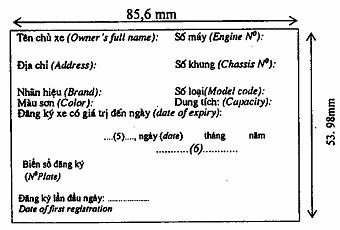 85,6 mm
Tên chủ xe (Owner's full name): Số máy (Engine Nº):
Địa chỉ (Address): Số khung (Chassis Nº):
Nhãn hiệu (Brand): Số loại(Model code):
Màu sơn (Color): Dung tích: (Capacity):
Đăng ký xe có giá trị đến ngày (date of expiry):
....(5)...., ngày (date) tháng năm
...........(6)............
Biển số đăng ký
(NºPlate)
Đăng ký lần đầu ngày: ..................
Date of first registration
53. 98mm